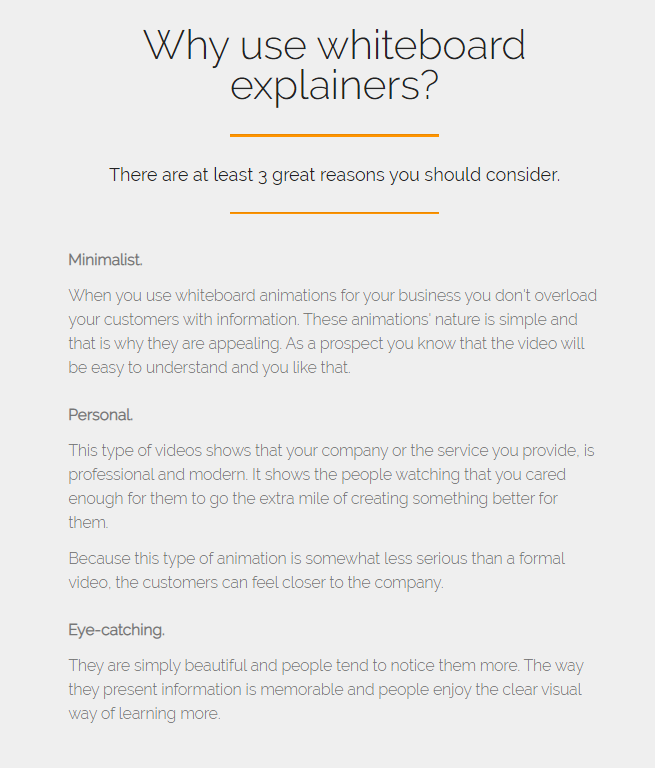 Why use whiteboard
explainers?
There are at least 3 great reasons you should consider.
Minimalist.
When you use whiteboard animations for your business you don't overload
your customers with information. These animations' nature is simple and
that is why they are appealing. As a prospect you know that the video will
be easy to understand and you like that.
Personal.
This type of videos shows that your company or the service you provide, is
professional and modern. It shows the people watching that you cared
enough for them to go the extra mile of creating something better for
them.
Because this type of animation is somewhat less serious than a formal
video, the customers can feel closer to the company.
Eye-catching.
They are simply beautiful and people tend to notice them more. The way
they present information is memorable and people enjoy the clear visual
way of learning more.